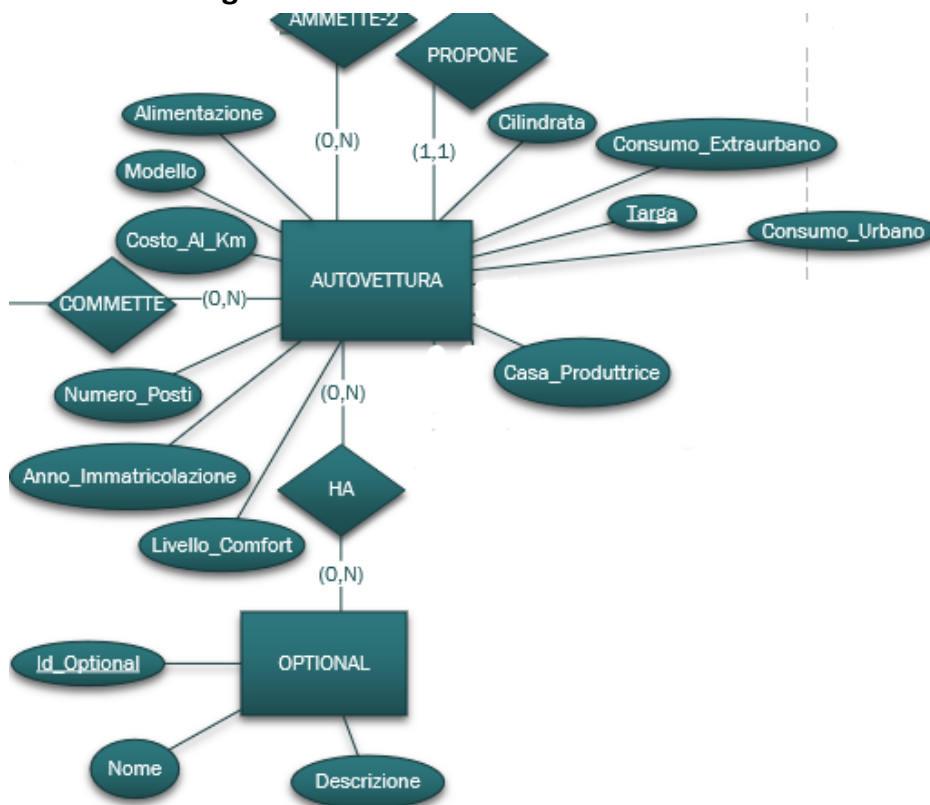 AMMETTE-2
PROPONE
Alimentazione
Cilindrata
(0,N)
(1,1)
Consumo_Extraurbano
Modello
Targa
Costo_Al_Km
Consumo_Urbano
AUTOVETTURA
COMMETTE
(0,N)
Casa_Produttrice
Numero_Posti
(0,N)
Anno_Immatricolazione
HA
Livello_Comfort
(0,N)
Id_Optional
OPTIONAL
Nome
Descrizione